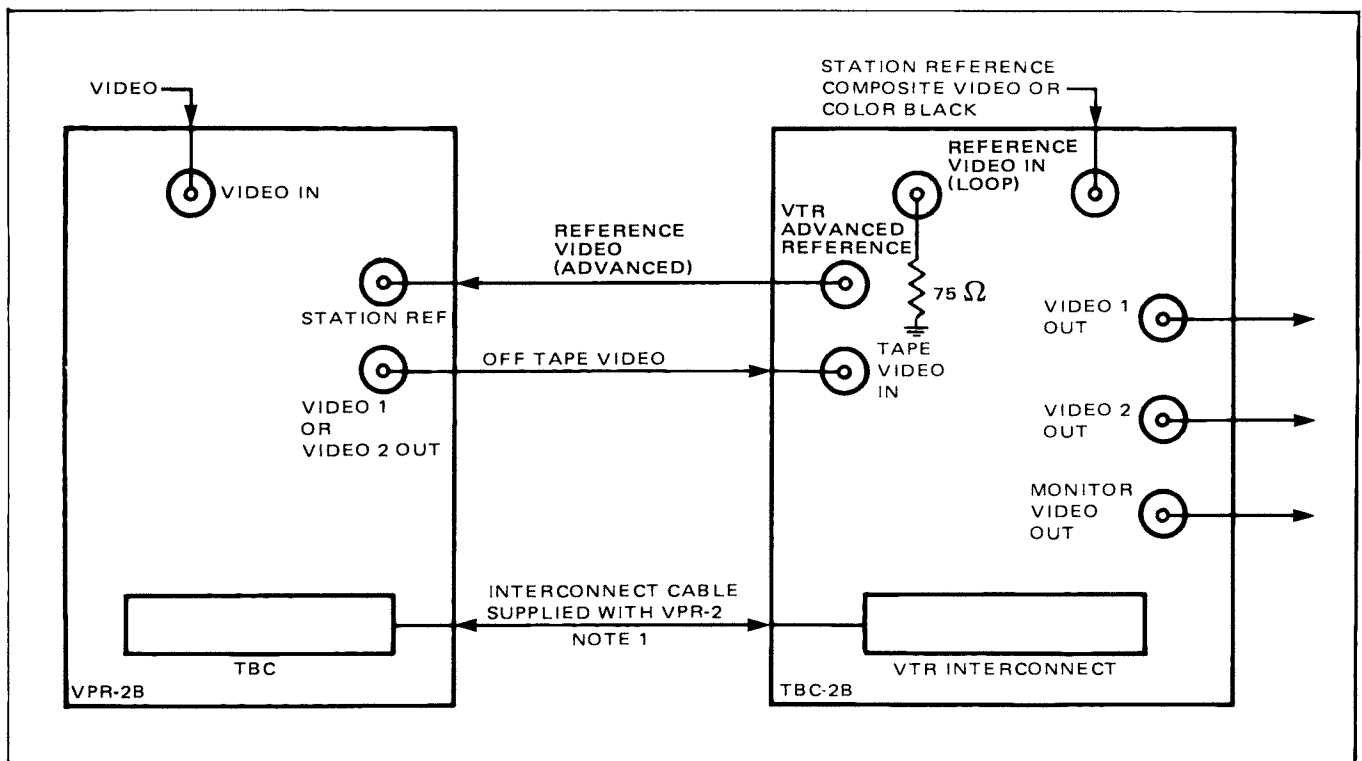 VIDEO
VIDEO IN
REFERENCE
VIDEO
(ADVANCED)
STATION REF
OFF TAPE VIDEO
VIDEO 1
OR
VIDEO 2 OUT
INTERCONNECT CABLE
SUPPLIED WITH VPR-2
NOTE 1
TBC
VPR-2B
STATION REFERENCE
COMPOSITE VIDEO OR
COLOR BLACK
REFERENCE
VIDEO IN
(LOOP)
VTR
ADVANCED
REFERENCE
75 Ω
TAPE
VIDEO
IN
VIDEO 1
OUT
VIDEO 2
OUT
MONITOR
VIDEO
OUT
VTR INTERCONNECT
TBC-2B